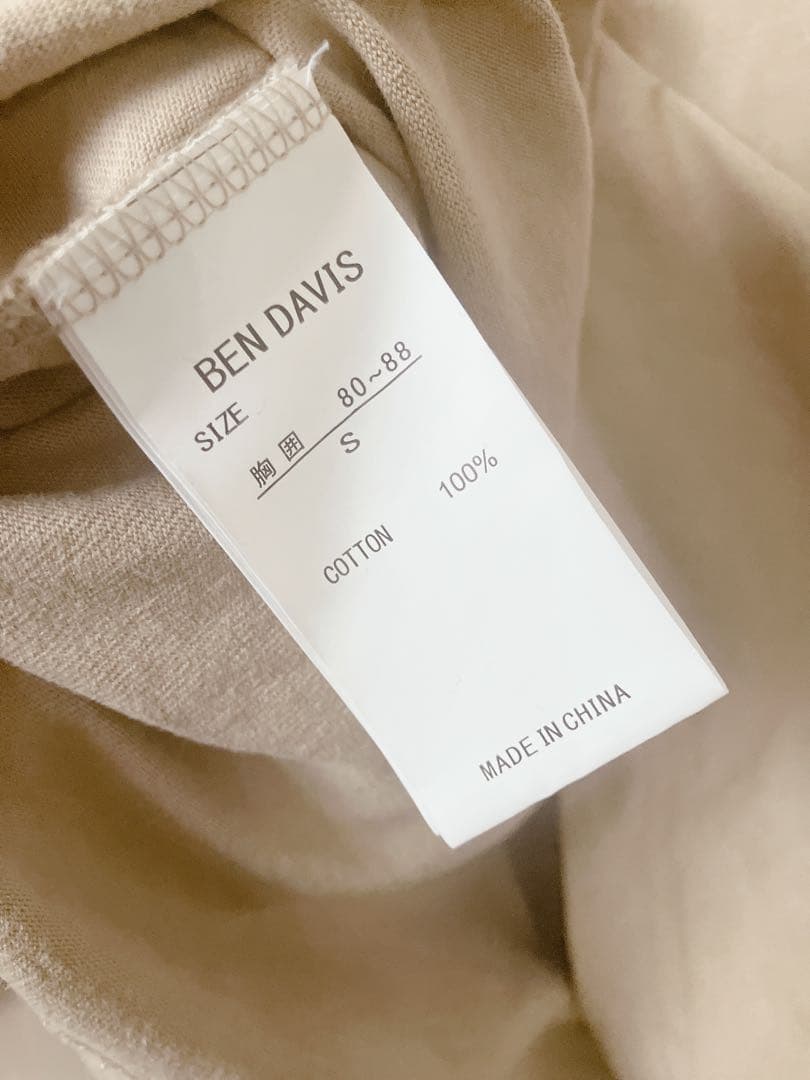 BEN DAVIS
SIZE
胸囲 80~88
S
COTTON 100%
MADE IN CHINA